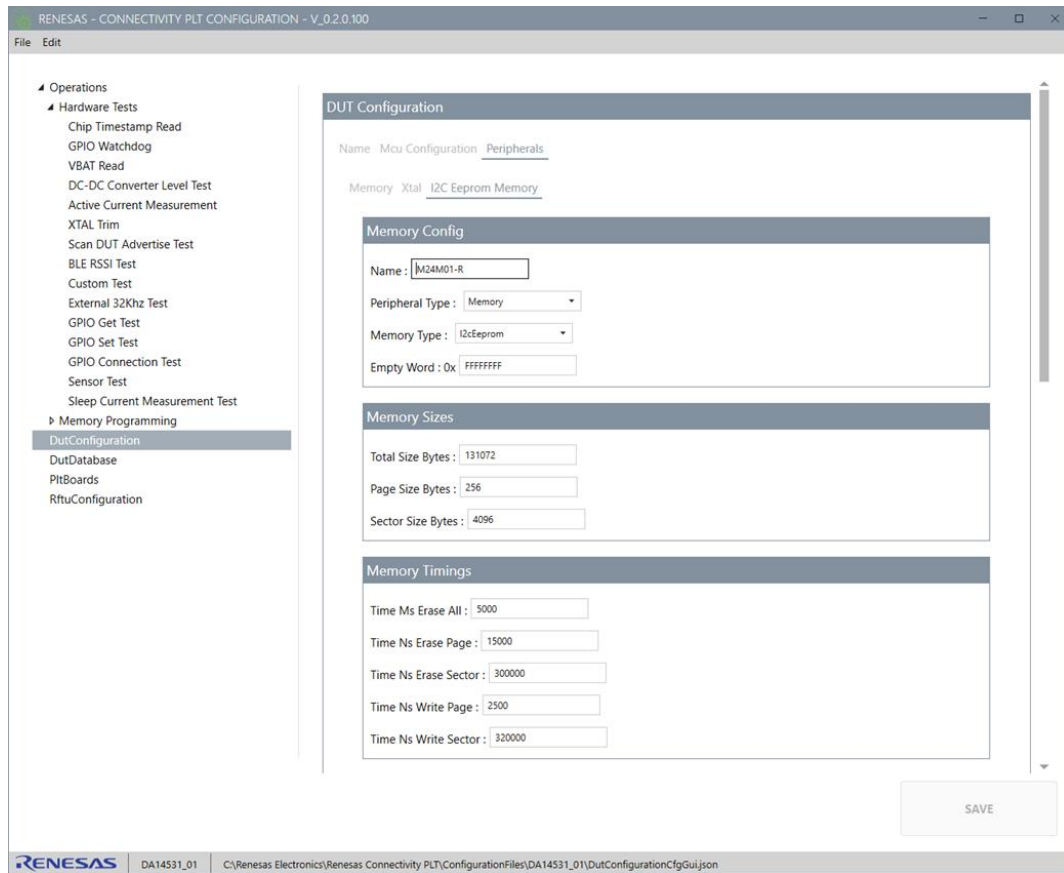 RENESAS - CONNECTIVITY PLT CONFIGURATION - V_0.2.0.100
File Edit
Operations
Hardware Tests
Chip Timestamp Read
GPIO Watchdog
VBAT Read
DC-DC Converter Level Test
Active Current Measurement
XTAL Trim
Scan DUT Advertise Test
BLE RSSI Test
Custom Test
External 32Khz Test
GPIO Get Test
GPIO Set Test
GPIO Connection Test
Sensor Test
Sleep Current Measurement Test
Memory Programming
DutConfiguration
DutDatabase
PltBoards
RftuConfiguration
DUT Configuration
Name Mcu Configuration Peripherals
Memory Xtal I2C Eeprom Memory
Memory Config
Name : M24M01-R
Peripheral Type : Memory
Memory Type : I2cEeprom
Empty Word : 0x FFFFFFFF
Memory Sizes
Total Size Bytes : 131072
Page Size Bytes : 256
Sector Size Bytes : 4096
Memory Timings
Time Ms Erase All : 5000
Time Ns Erase Page : 15000
Time Ns Erase Sector : 300000
Time Ns Write Page : 2500
Time Ns Write Sector : 320000
SAVE
RENESAS DA14531_01 C:\Renesas Electronics\Renesas Connectivity PLT\ConfigurationFiles\DA14531_01\DutConfigurationCfgGui.json